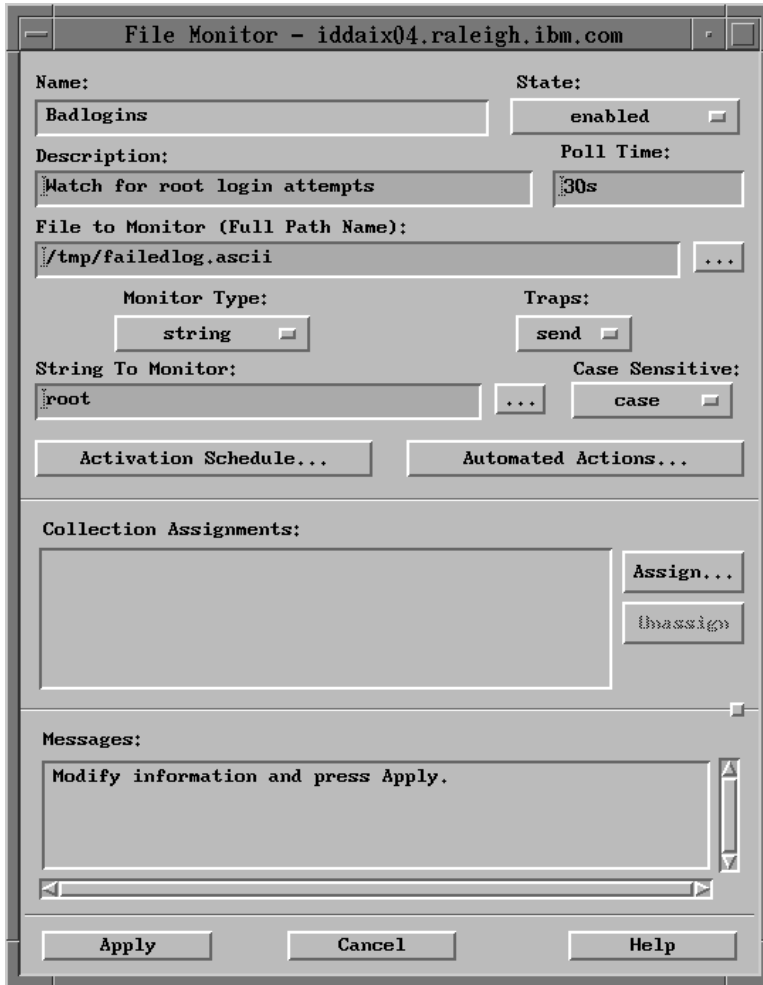 File Monitor - iddaix04.raleigh.ibm.com
Name: State:
Badlogins enabled
Description: Poll Time:
Watch for root login attempts 30s
File to Monitor (Full Path Name):
/tmp/failedlog.ascii ...
Monitor Type: Traps:
string send
String To Monitor: Case Sensitive:
root ... case
Activation Schedule... Automated Actions...
Collection Assignments:
Assign...
Unassign
Messages:
Modify information and press Apply.
Apply Cancel Help